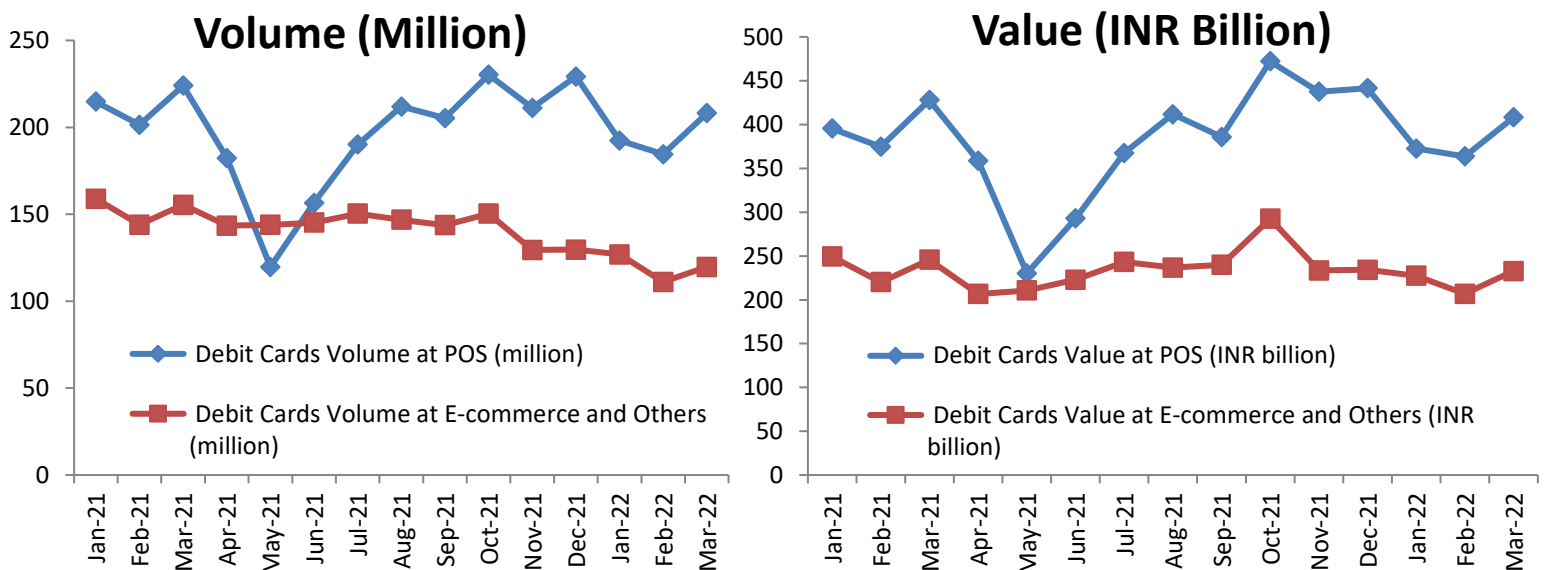 Volume (Million)
250
200
150
100
50
0
Debit Cards Volume at POS (million)
Debit Cards Volume at E-commerce and Others
(million)
Jan-21
Feb-21
Mar-21
Apr-21
May-21
Jun-21
Jul-21
Aug-21
Sep-21
Oct-21
Nov-21
Dec-21
Jan-22
Feb-22
Mar-22
Value (INR Billion)
500
450
400
350
300
250
200
150
100
50
0
Debit Cards Value at POS (INR billion)
Debit Cards Value at E-commerce and Others (INR
billion)
Jan-21
Feb-21
Mar-21
Apr-21
May-21
Jun-21
Jul-21
Aug-21
Sep-21
Oct-21
Nov-21
Dec-21
Jan-22
Feb-22
Mar-22